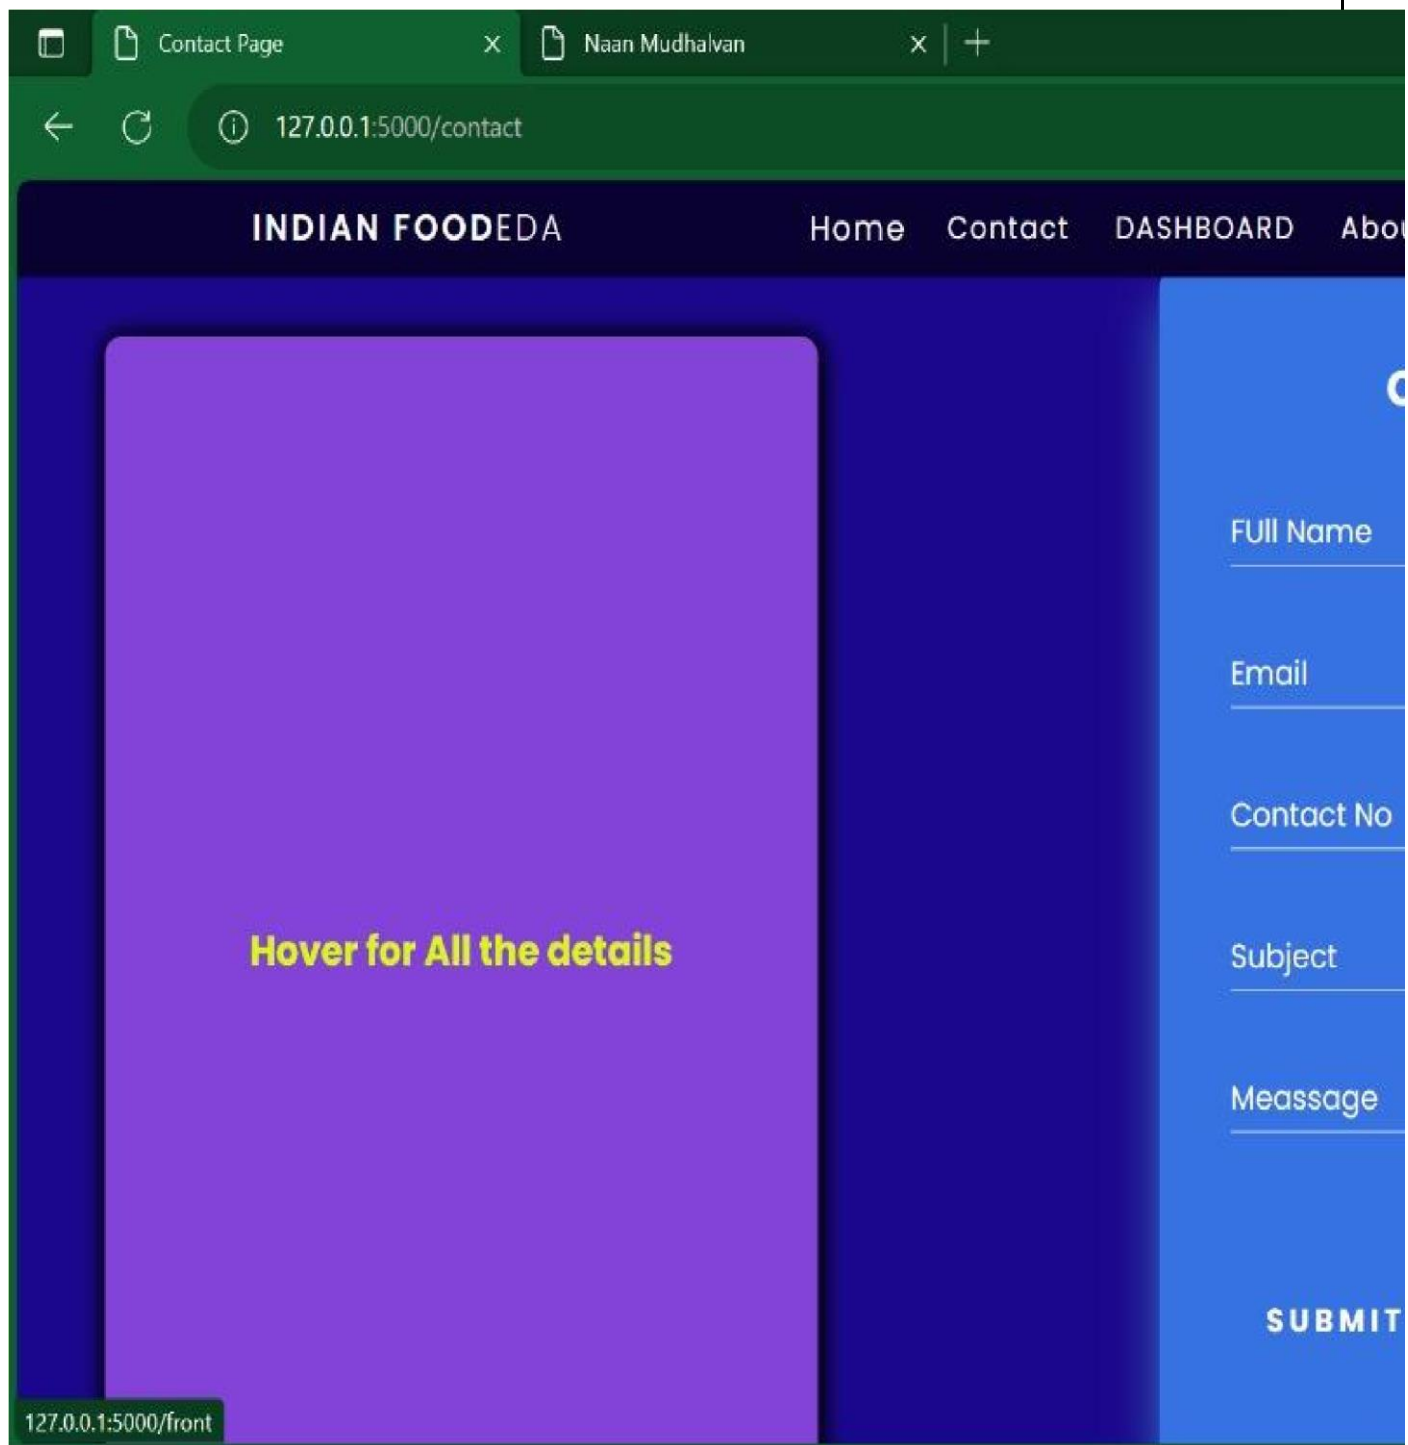 Contact Page
Naan Mudhalvan
127.0.0.1:5000/contact
INDIAN FOODEDA
Home Contact DASHBOARD Abou
FUll Name
Email
Contact No
Hover for All the details
Subject
Meassage
SUBMIT
127.0.0.1:5000/front